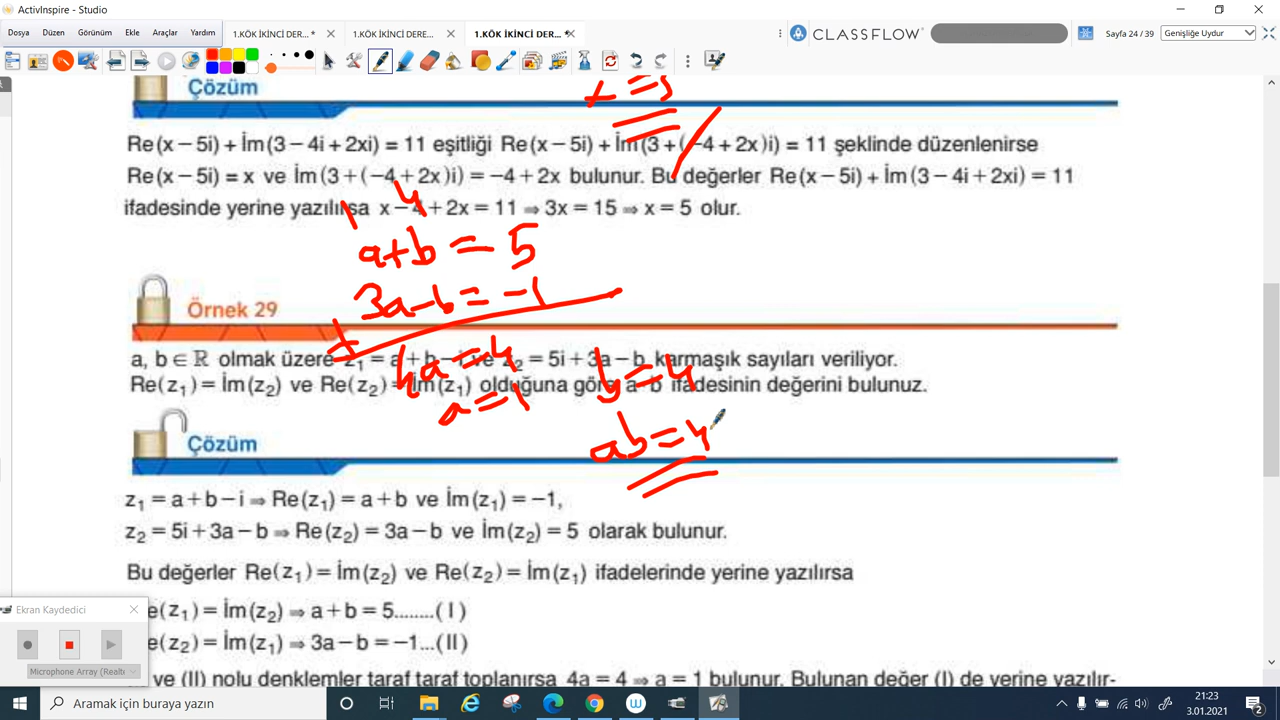 ActivInspire - Studio
Dosya Düzen Görünüm Ekle Araçlar Yardım
1.KÖK İKİNCİ DERE... * 1.KÖK İKİNCİ DEREC... 1.KÖK İKİNCİ DER... *
CLASSFLOW
Sayfa 24 / 39
Genişliğe Uydur
Çözüm
Re(x – 5i) + İm(3 – 4i + 2xi) = 11 eşitliği Re(x – 5i) + İm(3 + (–4 + 2x)i) = 11 şeklinde düzenlenirse
Re(x – 5i) = x ve İm(3 + (–4 + 2x)i) = –4 + 2x bulunur. Bu değerler Re(x – 5i) + İm(3 – 4i + 2xi) = 11
ifadesinde yerine yazılırsa x – 4 + 2x = 11 ⇒ 3x = 15 ⇒ x = 5 olur.
1 4
a+b = 5
3a-b = -1
Örnek 29
a, b ∈ ℝ olmak üzere z₁ = a + b – i ve z₂ = 5i + 3a – b karmaşık sayıları veriliyor.
Re(z₁) = İm(z₂) ve Re(z₂) = İm(z₁) olduğuna göre a b ifadesinin değerini bulunuz.
4a = 4
b = 4
a = 1
ab = 4
Çözüm
z₁ = a + b – i ⇒ Re(z₁) = a + b ve İm(z₁) = –1,
z₂ = 5i + 3a – b ⇒ Re(z₂) = 3a – b ve İm(z₂) = 5 olarak bulunur.
Bu değerler Re(z₁) = İm(z₂) ve Re(z₂) = İm(z₁) ifadelerinde yerine yazılırsa
e(z₁) = İm(z₂) ⇒ a + b = 5........(I)
e(z₂) = İm(z₁) ⇒ 3a – b = –1...(II)
ve (II) nolu denklemler taraf tarafa toplanırsa 4a = 4 ⇒ a = 1 bulunur. Bulunan değer (I) de yerine yazılır-
Ekran Kaydedici
Microphone Array (Realt
Aramak için buraya yazın
21:23
3.01.2021
2